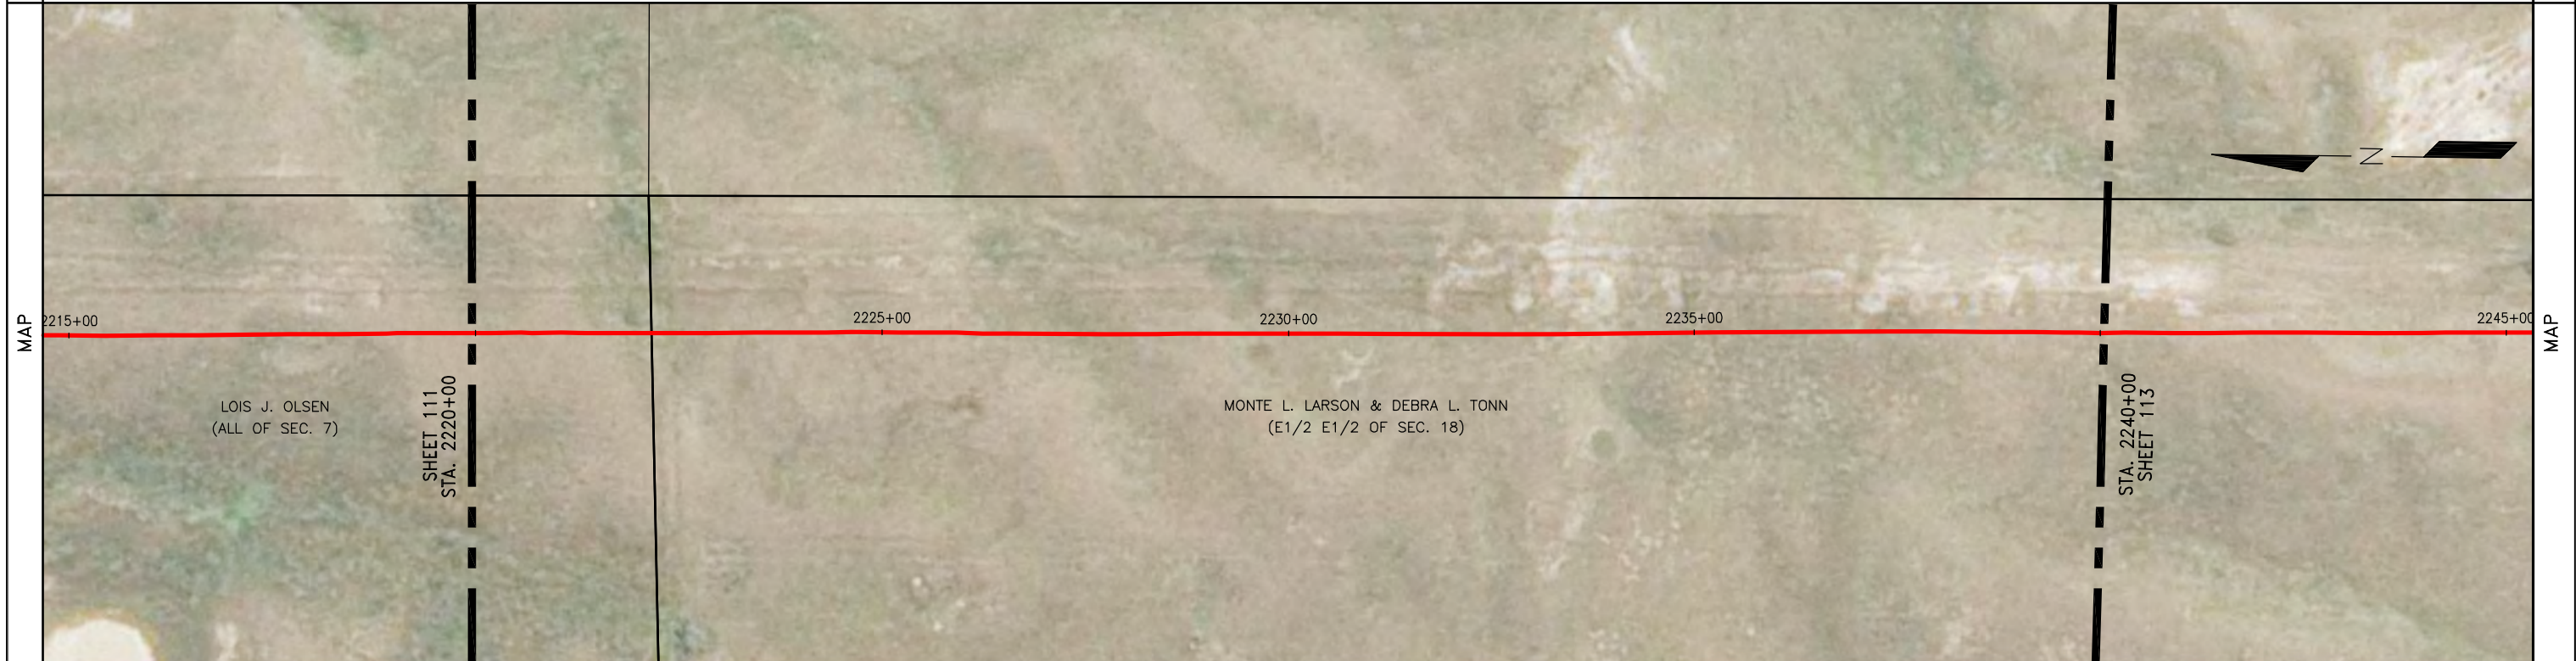 MAP
2215+00
2225+00
2230+00
2235+00
2245+00
N
LOIS J. OLSEN
(ALL OF SEC. 7)
SHEET 111
STA. 2220+00
MONTE L. LARSON & DEBRA L. TONN
(E1/2 E1/2 OF SEC. 18)
STA. 2240+00
SHEET 113
MAP